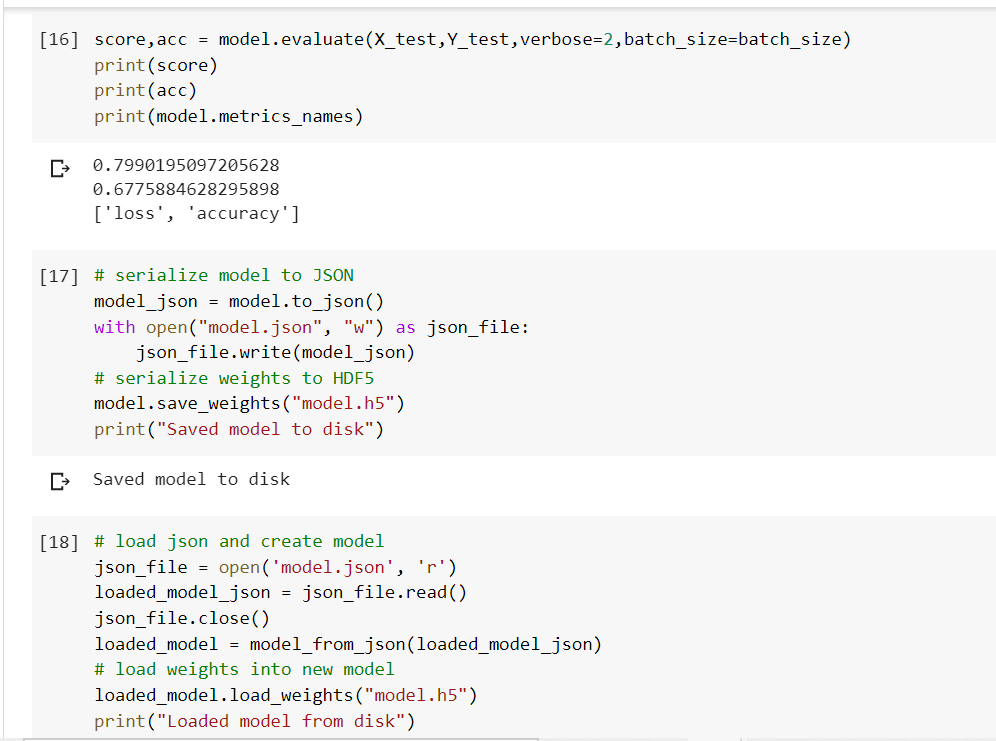 [16] score,acc = model.evaluate(X_test,Y_test,verbose=2,batch_size=batch_size)
print(score)
print(acc)
print(model.metrics_names)
0.7990195097205628
0.6775884628295898
['loss', 'accuracy']
[17] # serialize model to JSON
model_json = model.to_json()
with open("model.json", "w") as json_file:
    json_file.write(model_json)
# serialize weights to HDF5
model.save_weights("model.h5")
print("Saved model to disk")
Saved model to disk
[18] # load json and create model
json_file = open('model.json', 'r')
loaded_model_json = json_file.read()
json_file.close()
loaded_model = model_from_json(loaded_model_json)
# load weights into new model
loaded_model.load_weights("model.h5")
print("Loaded model from disk")